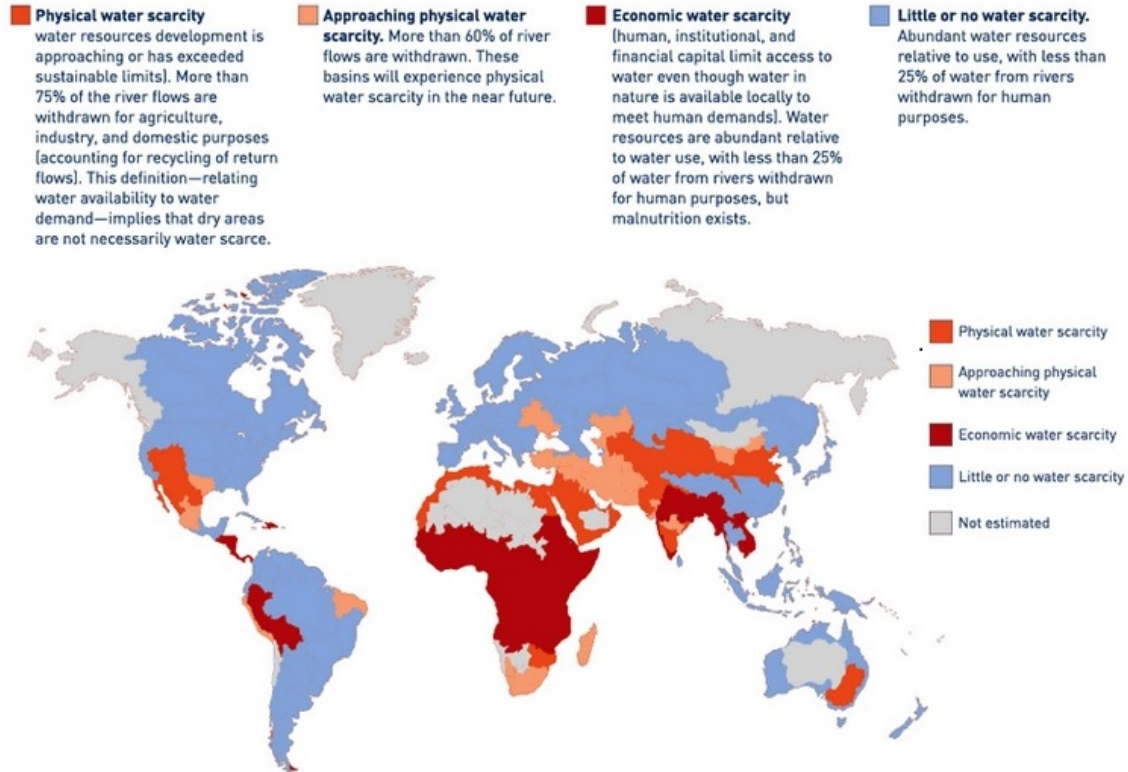 Physical water scarcity
water resources development is
approaching or has exceeded
sustainable limits). More than
75% of the river flows are
withdrawn for agriculture,
industry, and domestic purposes
(accounting for recycling of return
flows). This definition—relating
water availability to water
demand—implies that dry areas
are not necessarily water scarce.
Approaching physical water
scarcity. More than 60% of river
flows are withdrawn. These
basins will experience physical
water scarcity in the near future.
Economic water scarcity
(human, institutional, and
financial capital limit access to
water even though water in
nature is available locally to
meet human demands). Water
resources are abundant relative
to water use, with less than 25%
of water from rivers withdrawn
for human purposes, but
malnutrition exists.
Little or no water scarcity.
Abundant water resources
relative to use, with less than
25% of water from rivers
withdrawn for human
purposes.
Physical water scarcity
Approaching physical
water scarcity
Economic water scarcity
Little or no water scarcity
Not estimated